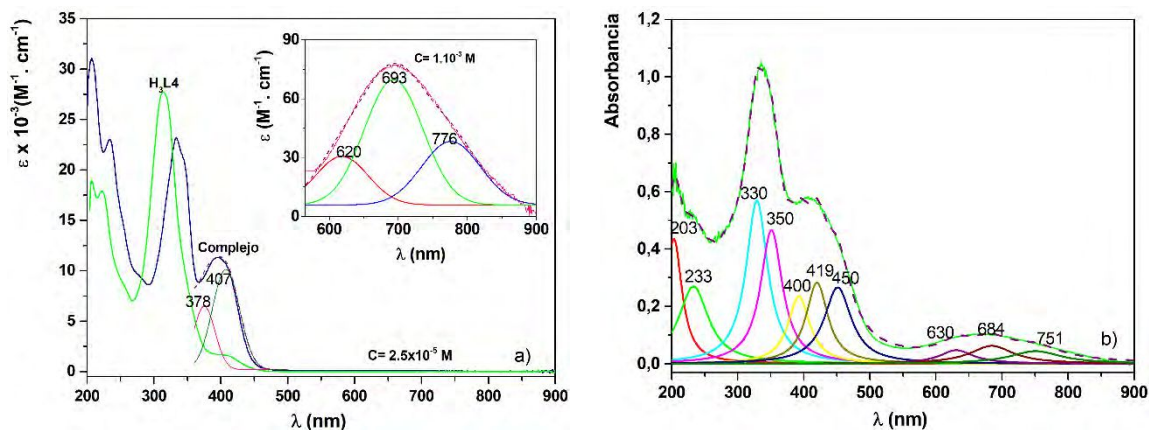 35
30
25
20
15
10
5
0
ε x 10⁻³(M⁻¹. cm⁻¹)
H₃L4
Complejo
378
407
C= 2.5x10⁻⁵ M
a)
200 300 400 500 600 700 800 900
λ (nm)
90
60
30
0
ε (M⁻¹. cm⁻¹)
C= 1.10⁻³ M
693
620
776
600 650 700 750 800 850 900
λ (nm)
1,2
1,0
0,8
0,6
0,4
0,2
0,0
Absorbancia
203
233
330
350
400
419
450
630
684
751
b)
200 300 400 500 600 700 800 900
λ (nm)